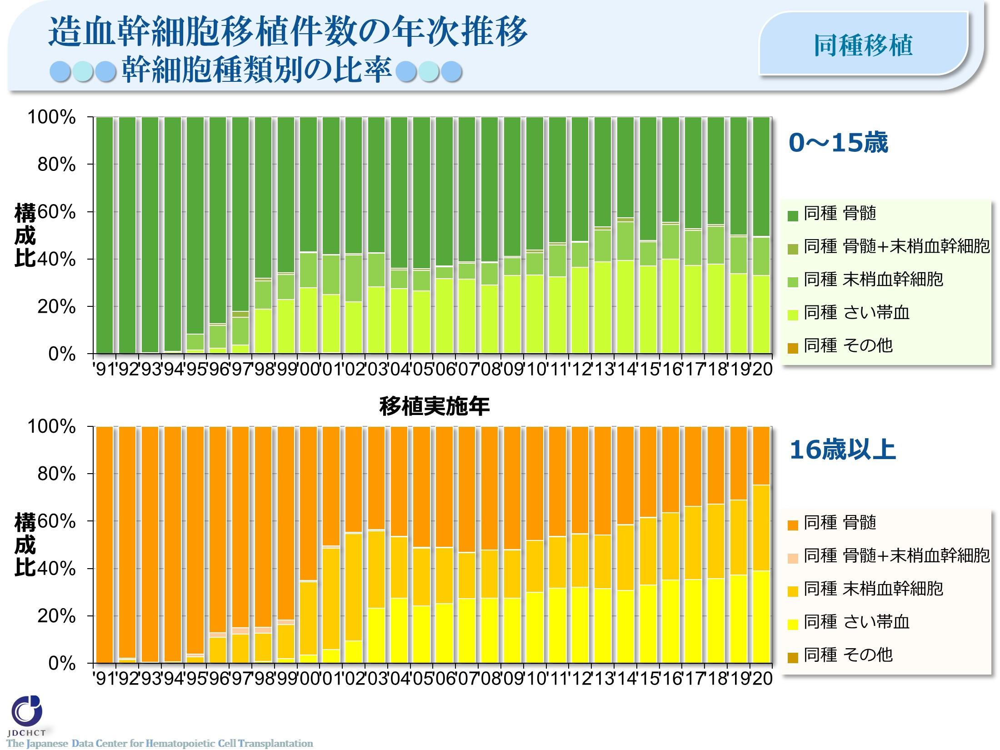 造血幹細胞移植件数の年次推移
幹細胞種類別の比率
同種移植
100%
80%
60%
40%
20%
0%
構成比
'91 '92 '93 '94 '95 '96 '97 '98 '99 '00 '01 '02 '03 '04 '05 '06 '07 '08 '09 '10 '11 '12 '13 '14 '15 '16 '17 '18 '19 '20
移植実施年
0～15歳
同種 骨髄
同種 骨髄+末梢血幹細胞
同種 末梢血幹細胞
同種 さい帯血
同種 その他
100%
80%
60%
40%
20%
0%
構成比
'91 '92 '93 '94 '95 '96 '97 '98 '99 '00 '01 '02 '03 '04 '05 '06 '07 '08 '09 '10 '11 '12 '13 '14 '15 '16 '17 '18 '19 '20
16歳以上
同種 骨髄
同種 骨髄+末梢血幹細胞
同種 末梢血幹細胞
同種 さい帯血
同種 その他
JDCHCT
The Japanese Data Center for Hematopoietic Cell Transplantation